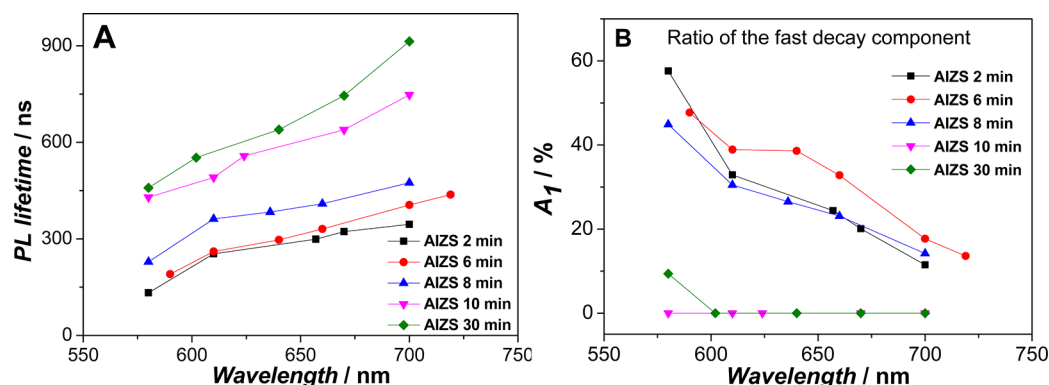 A
PL lifetime / ns
900
600
300
0
550
600
650
700
750
Wavelength / nm
AIZS 2 min
AIZS 6 min
AIZS 8 min
AIZS 10 min
AIZS 30 min
B
Ratio of the fast decay component
A1 / %
60
40
20
0
550
600
650
700
750
Wavelength / nm
AIZS 2 min
AIZS 6 min
AIZS 8 min
AIZS 10 min
AIZS 30 min